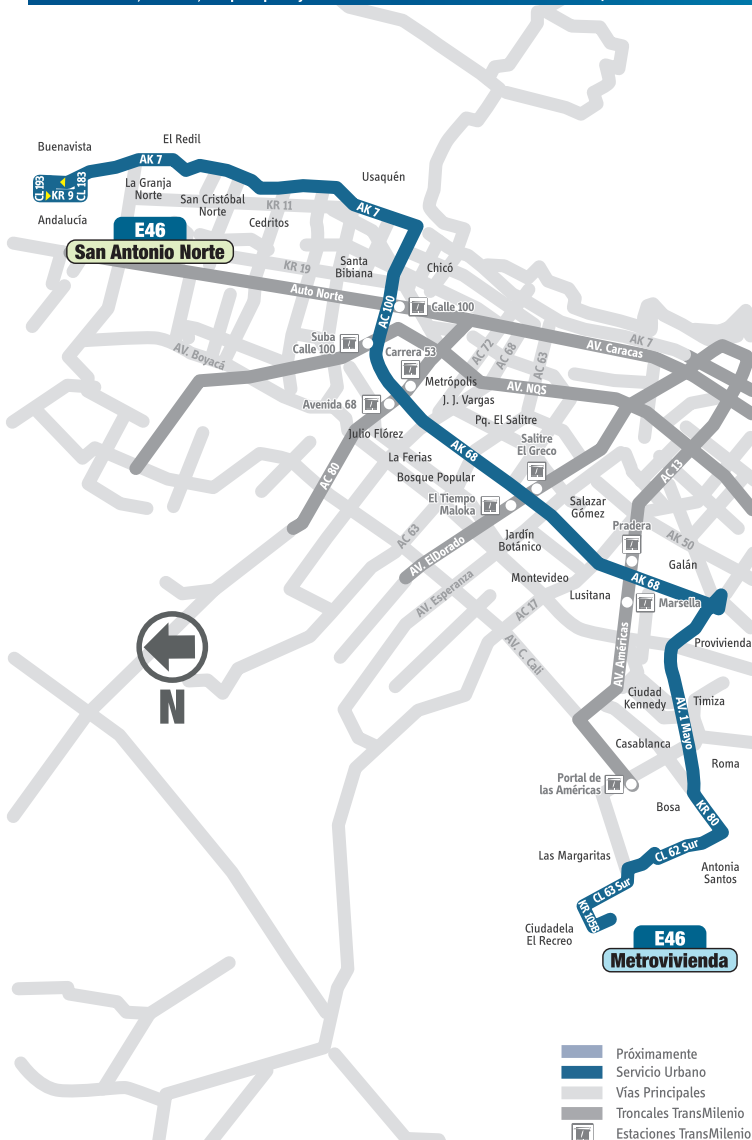 Buenavista
El Redil
AK 7
CL 193
KR 9
CL 183
La Granja
Norte
San Cristóbal
Norte
KR 11
Usaquén
AK 7
Andalucía
Cedritos
E46
San Antonio Norte
Santa
Bibiana
Chicó
KR 19
Auto Norte
AC 100
Calle 100
Suba
Calle 100
Carrera 53
AV. Boyacá
AC 72
AC 68
AC 63
AK 7
AV. Caracas
Metrópolis
AV. NQS
Avenida 68
J. J. Vargas
Pq. El Salitre
Julio Flórez
AK 68
Salitre
El Greco
La Ferias
AC 80
Bosque Popular
AC 13
El Tiempo
Maloka
Salazar
Gómez
AC 63
Jardín
Botánico
Pradera
AK 50
AV. ElDorado
Galán
Montevideo
AK 68
AV. Esperanza
Lusitana
Marsella
AC 17
AV. C. Cali
AV. Américas
Provivienda
N
Ciudad
Kennedy
Timiza
AV. 1 Mayo
Casablanca
Roma
Portal de
las Américas
Bosa
KR 80
Las Margaritas
CL 62 Sur
Antonia
Santos
CL 63 Sur
KR 105B
Ciudadela
El Recreo
E46
Metrovivienda
Próximamente
Servicio Urbano
Vías Principales
Troncales TransMilenio
Estaciones TransMilenio